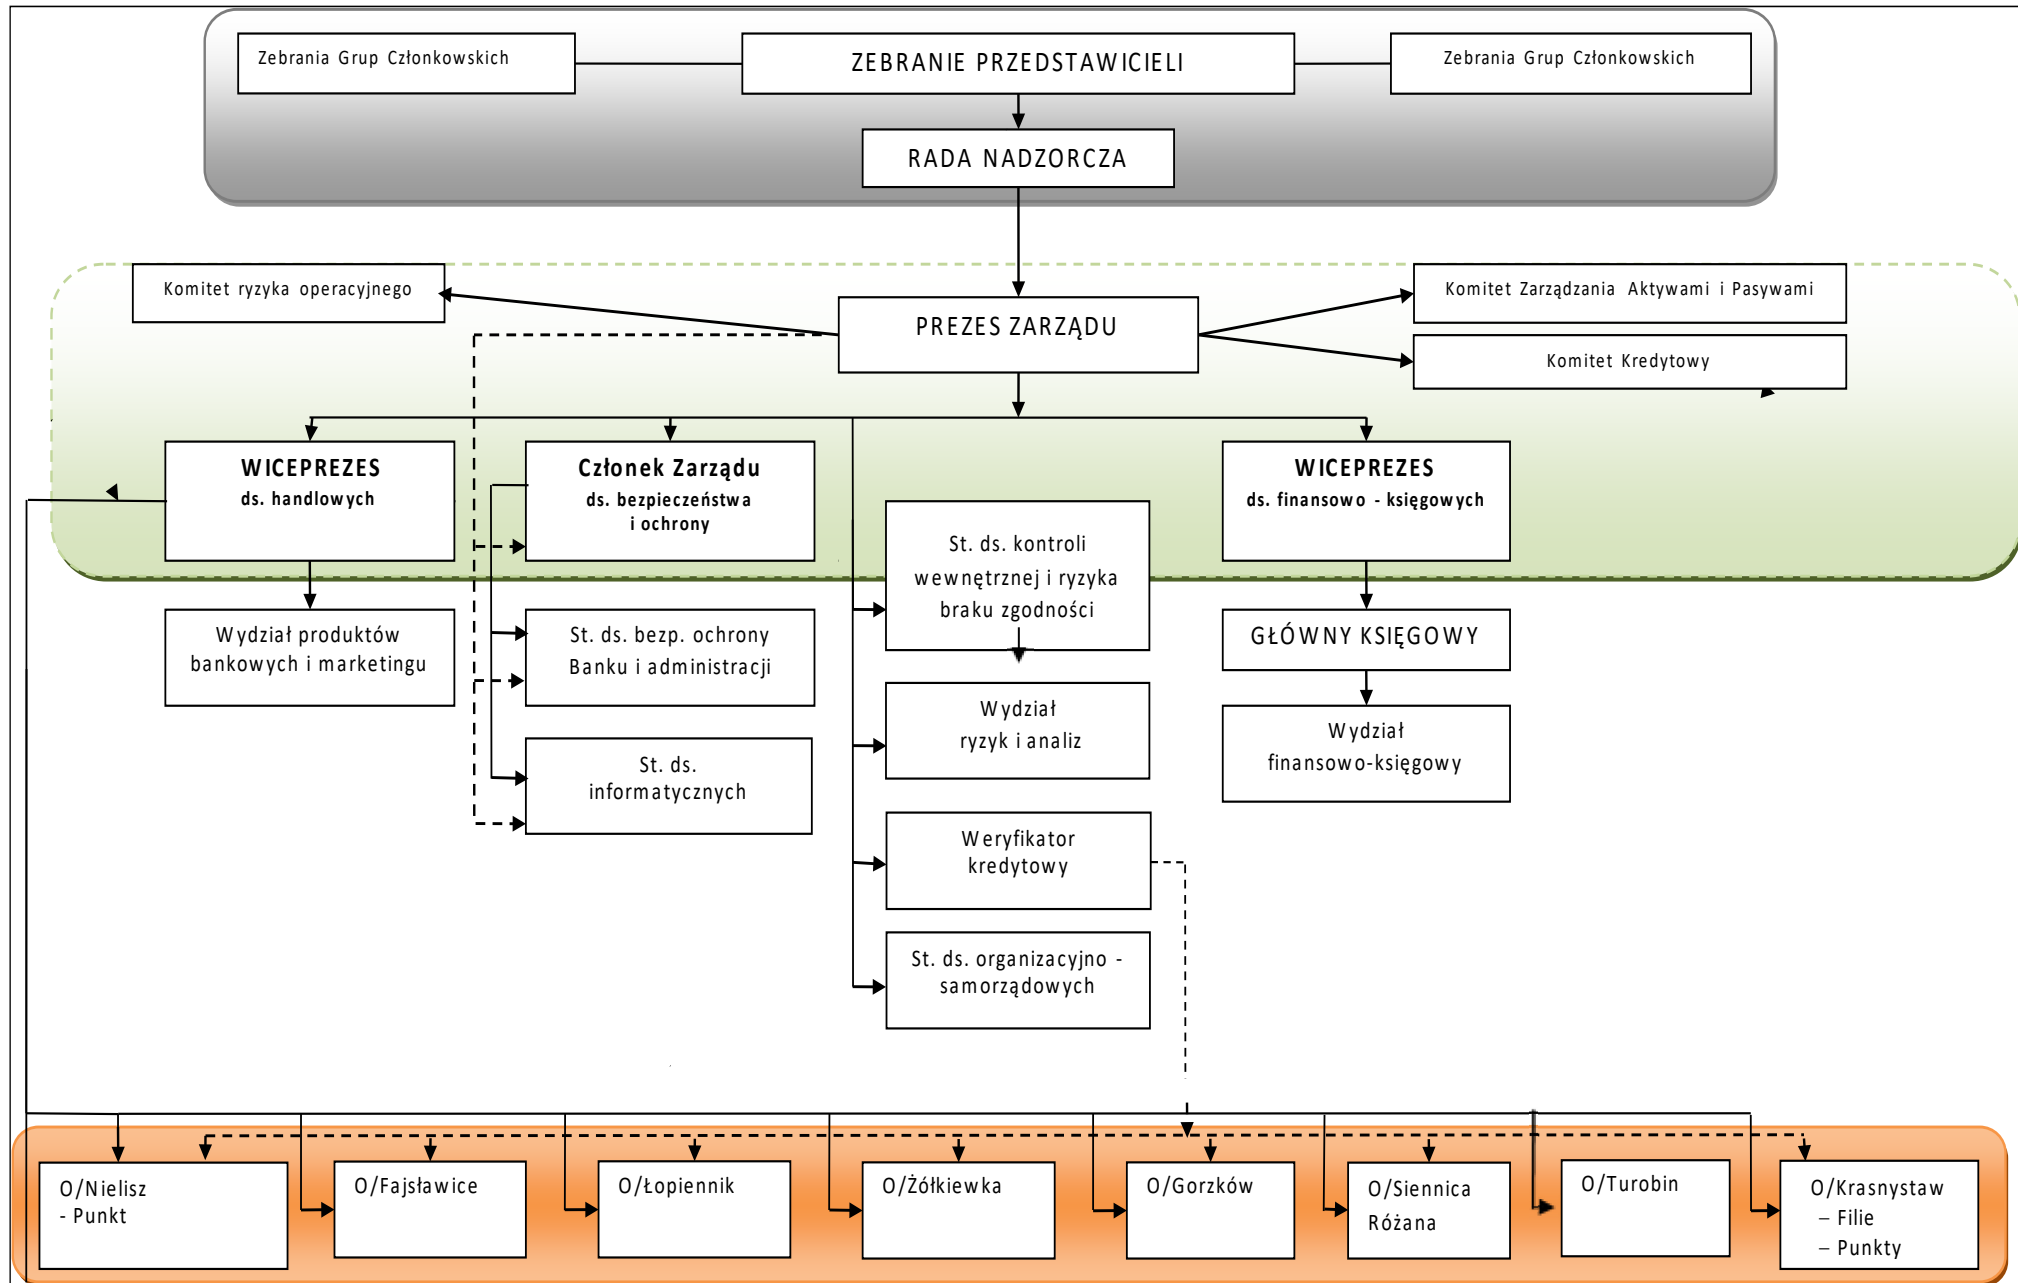 Zebrania Grup Członkowskich
ZEBRANIE PRZEDSTAWICIELI
Zebrania Grup Członkowskich
RADA NADZORCZA
Komitet ryzyka operacyjnego
PREZES ZARZĄDU
Komitet Zarządzania Aktywami i Pasywami
Komitet Kredytowy
WICEPREZES
ds. handlowych
Członek Zarządu
ds. bezpieczeństwa
i ochrony
WICEPREZES
ds. finansowo - księgowych
St. ds. kontroli
wewnętrznej i ryzyka
braku zgodności
Wydział produktów
bankowych i marketingu
St. ds. bezp. ochrony
Banku i administracji
GŁÓWNY KSIĘGOWY
Wydział
ryzyk i analiz
Wydział
finansowo-księgowy
St. ds.
informatycznych
Weryfikator
kredytowy
St. ds. organizacyjno -
samorządowych
O/Nielisz
- Punkt
O/Fajsławice
O/Łopiennik
O/Żółkiewka
O/Gorzków
O/Siennica
Różana
O/Turobin
O/Krasnystaw
– Filie
– Punkty